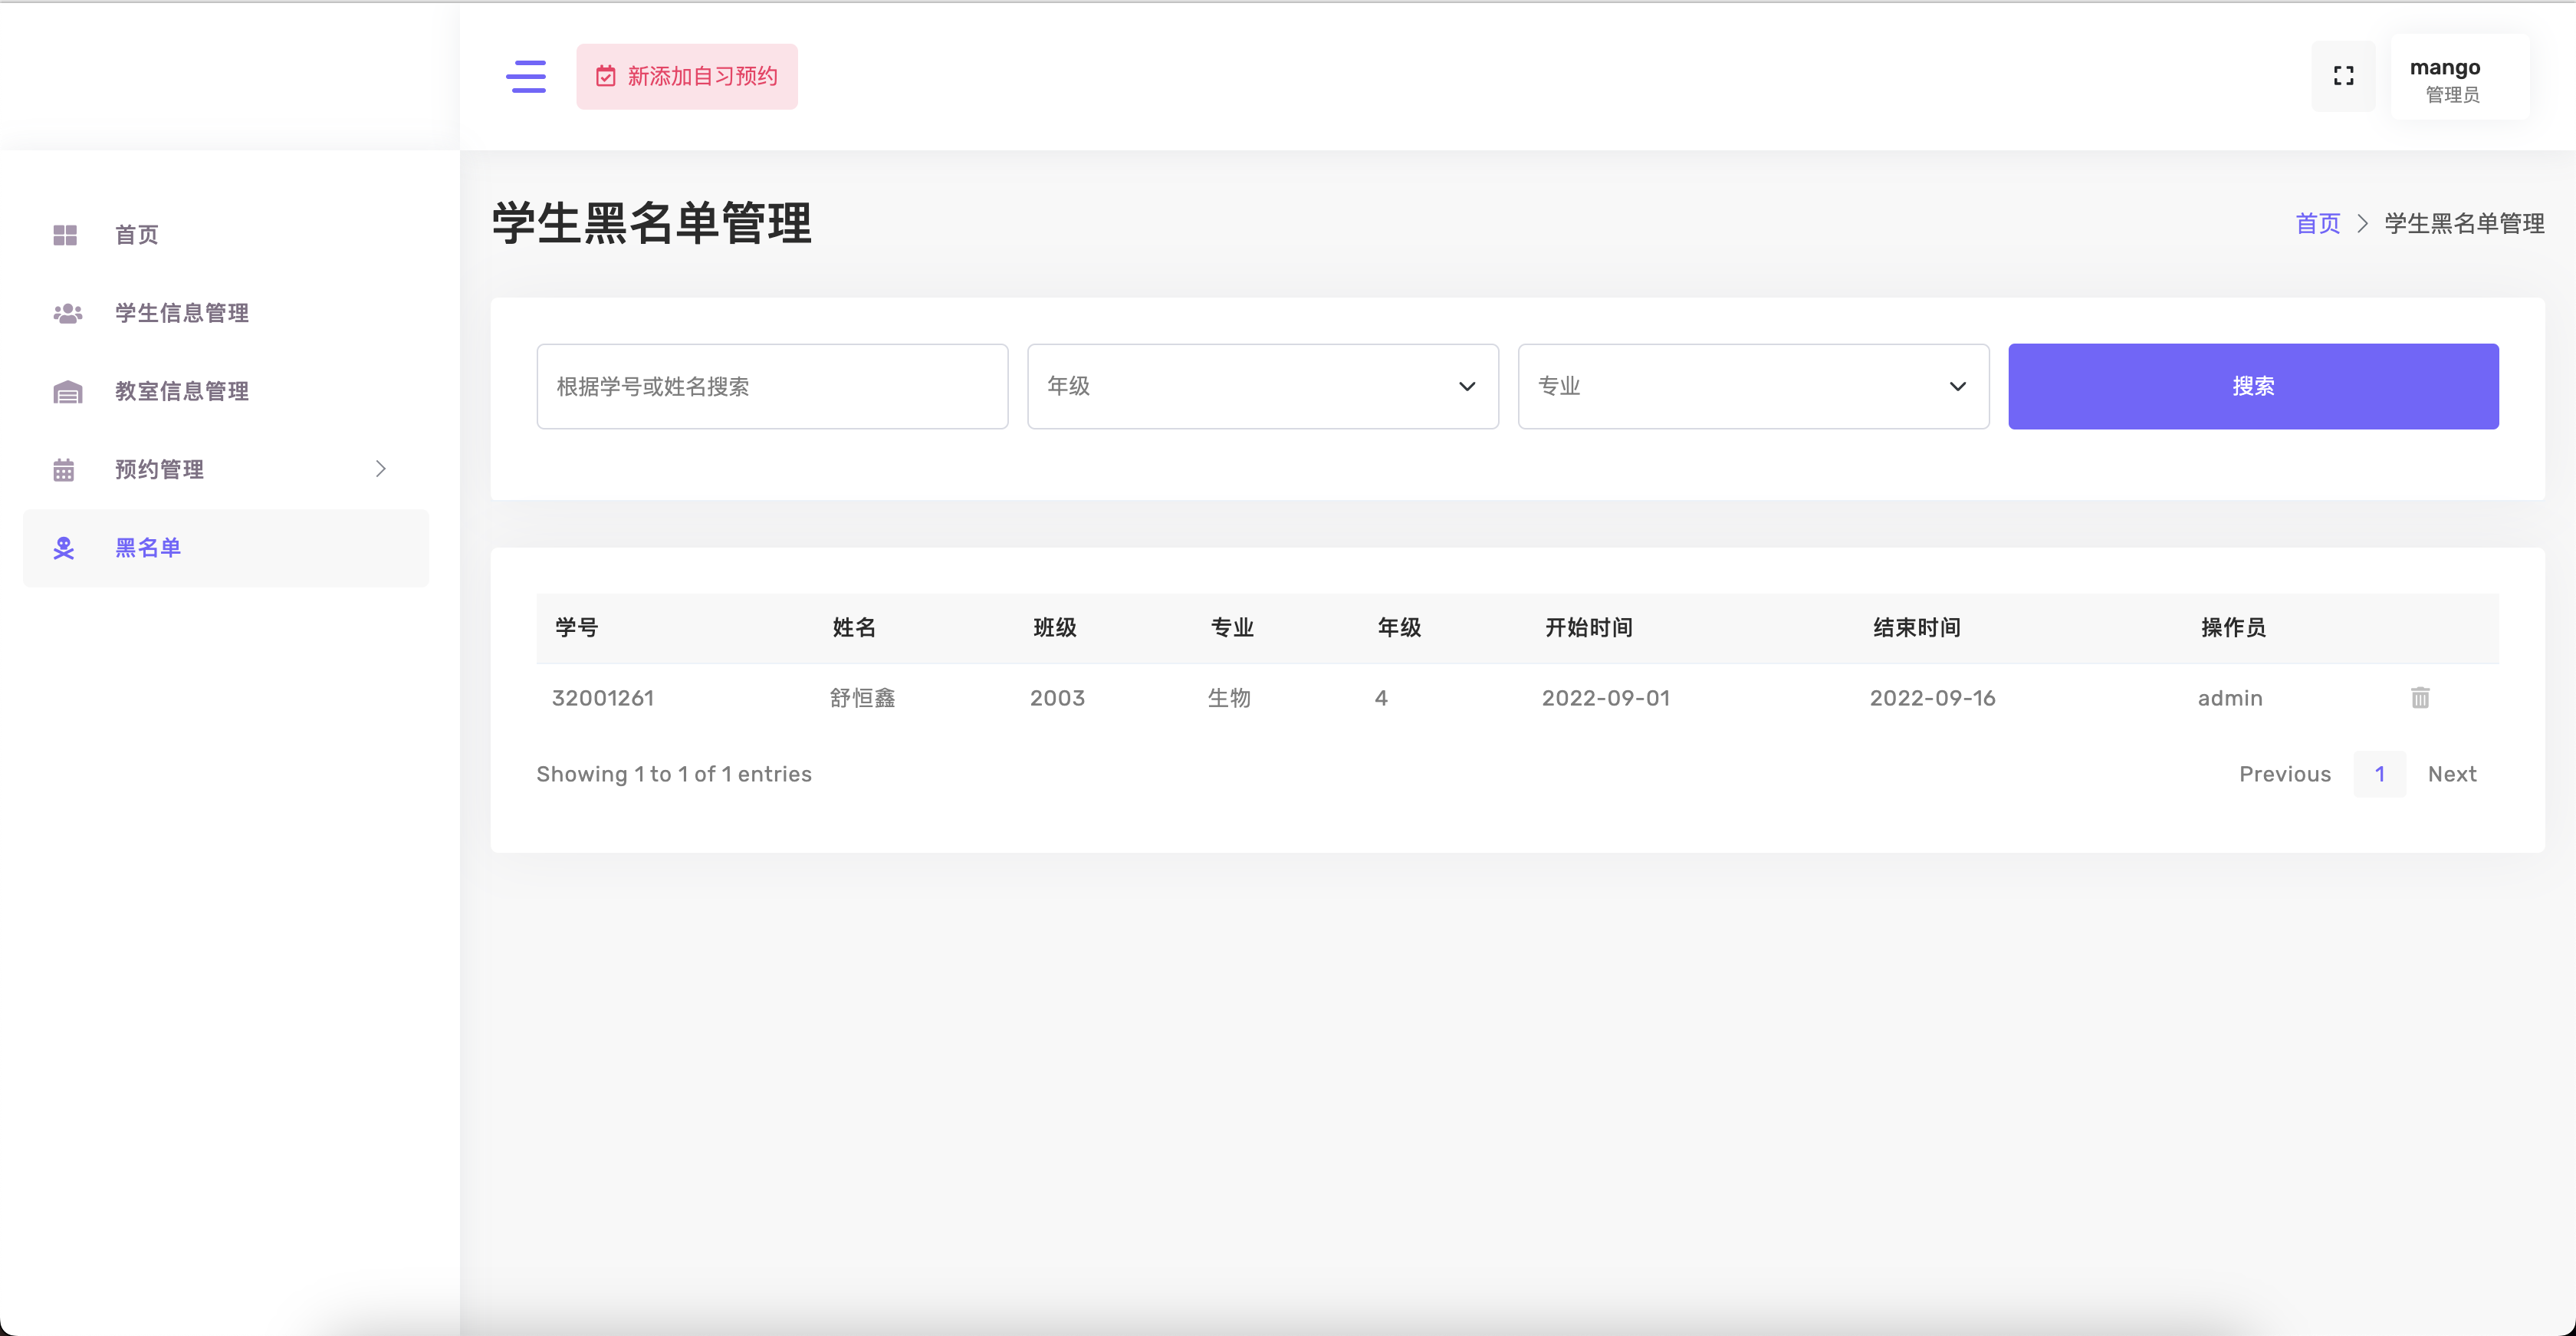 新添加自习预约
mango
管理员
首页
学生信息管理
教室信息管理
预约管理
黑名单
学生黑名单管理
首页 > 学生黑名单管理
根据学号或姓名搜索 年级 专业 搜索
学号 姓名 班级 专业 年级 开始时间 结束时间 操作员
32001261 舒恒鑫 2003 生物 4 2022-09-01 2022-09-16 admin
Showing 1 to 1 of 1 entries Previous 1 Next